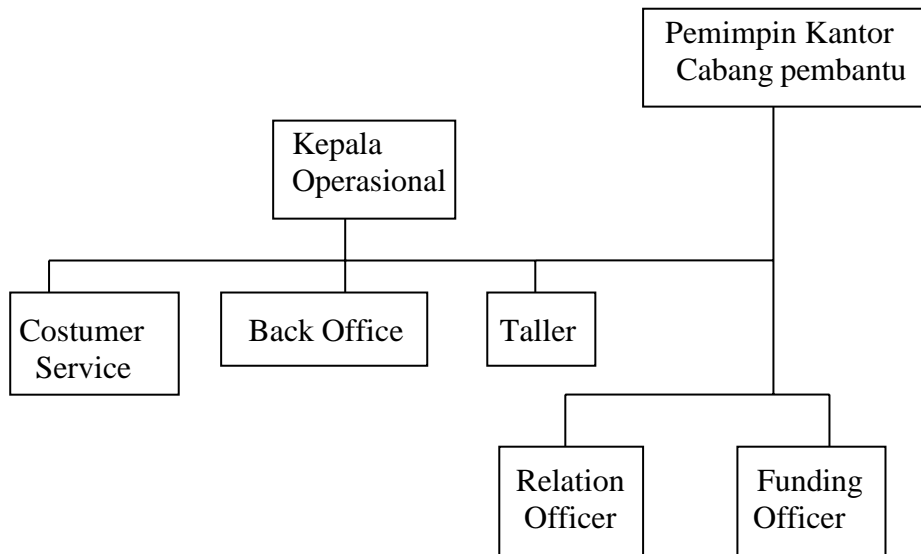 Pemimpin Kantor
Cabang pembantu
Kepala
Operasional
Costumer
Service
Back Office
Taller
Relation
Officer
Funding
Officer